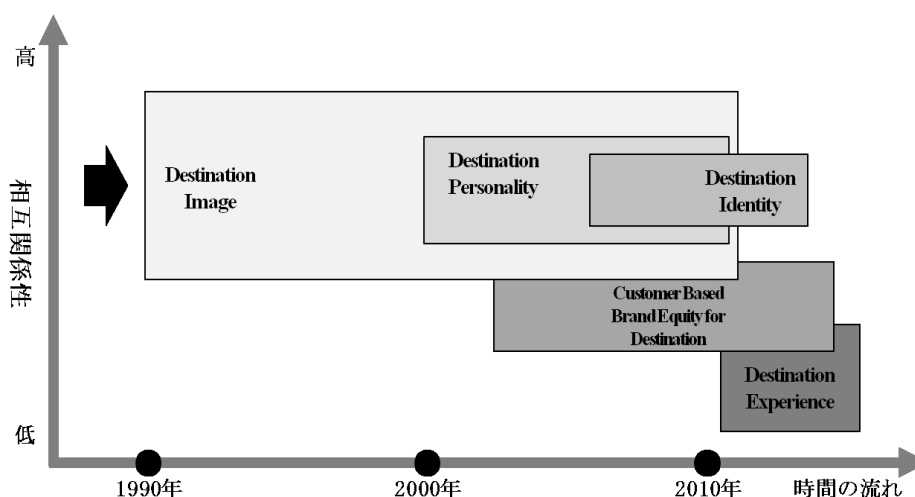 高
相互関係性
低
Destination
Image
Destination
Personality
Destination
Identity
Customer Based
Brand Equity for
Destination
Destination
Experience
1990年
2000年
2010年
時間の流れ